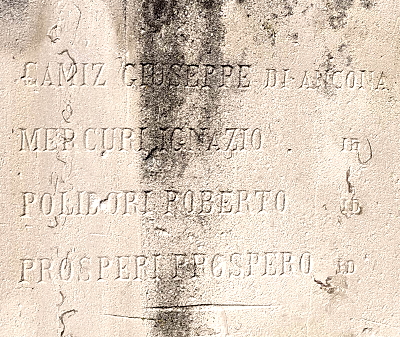 CAMIZ GIUSEPPE DI ANCONA
MERCURI IGNAZIO ID
POLIDORI ROBERTO ID
PROSPERI PROSPERO ID